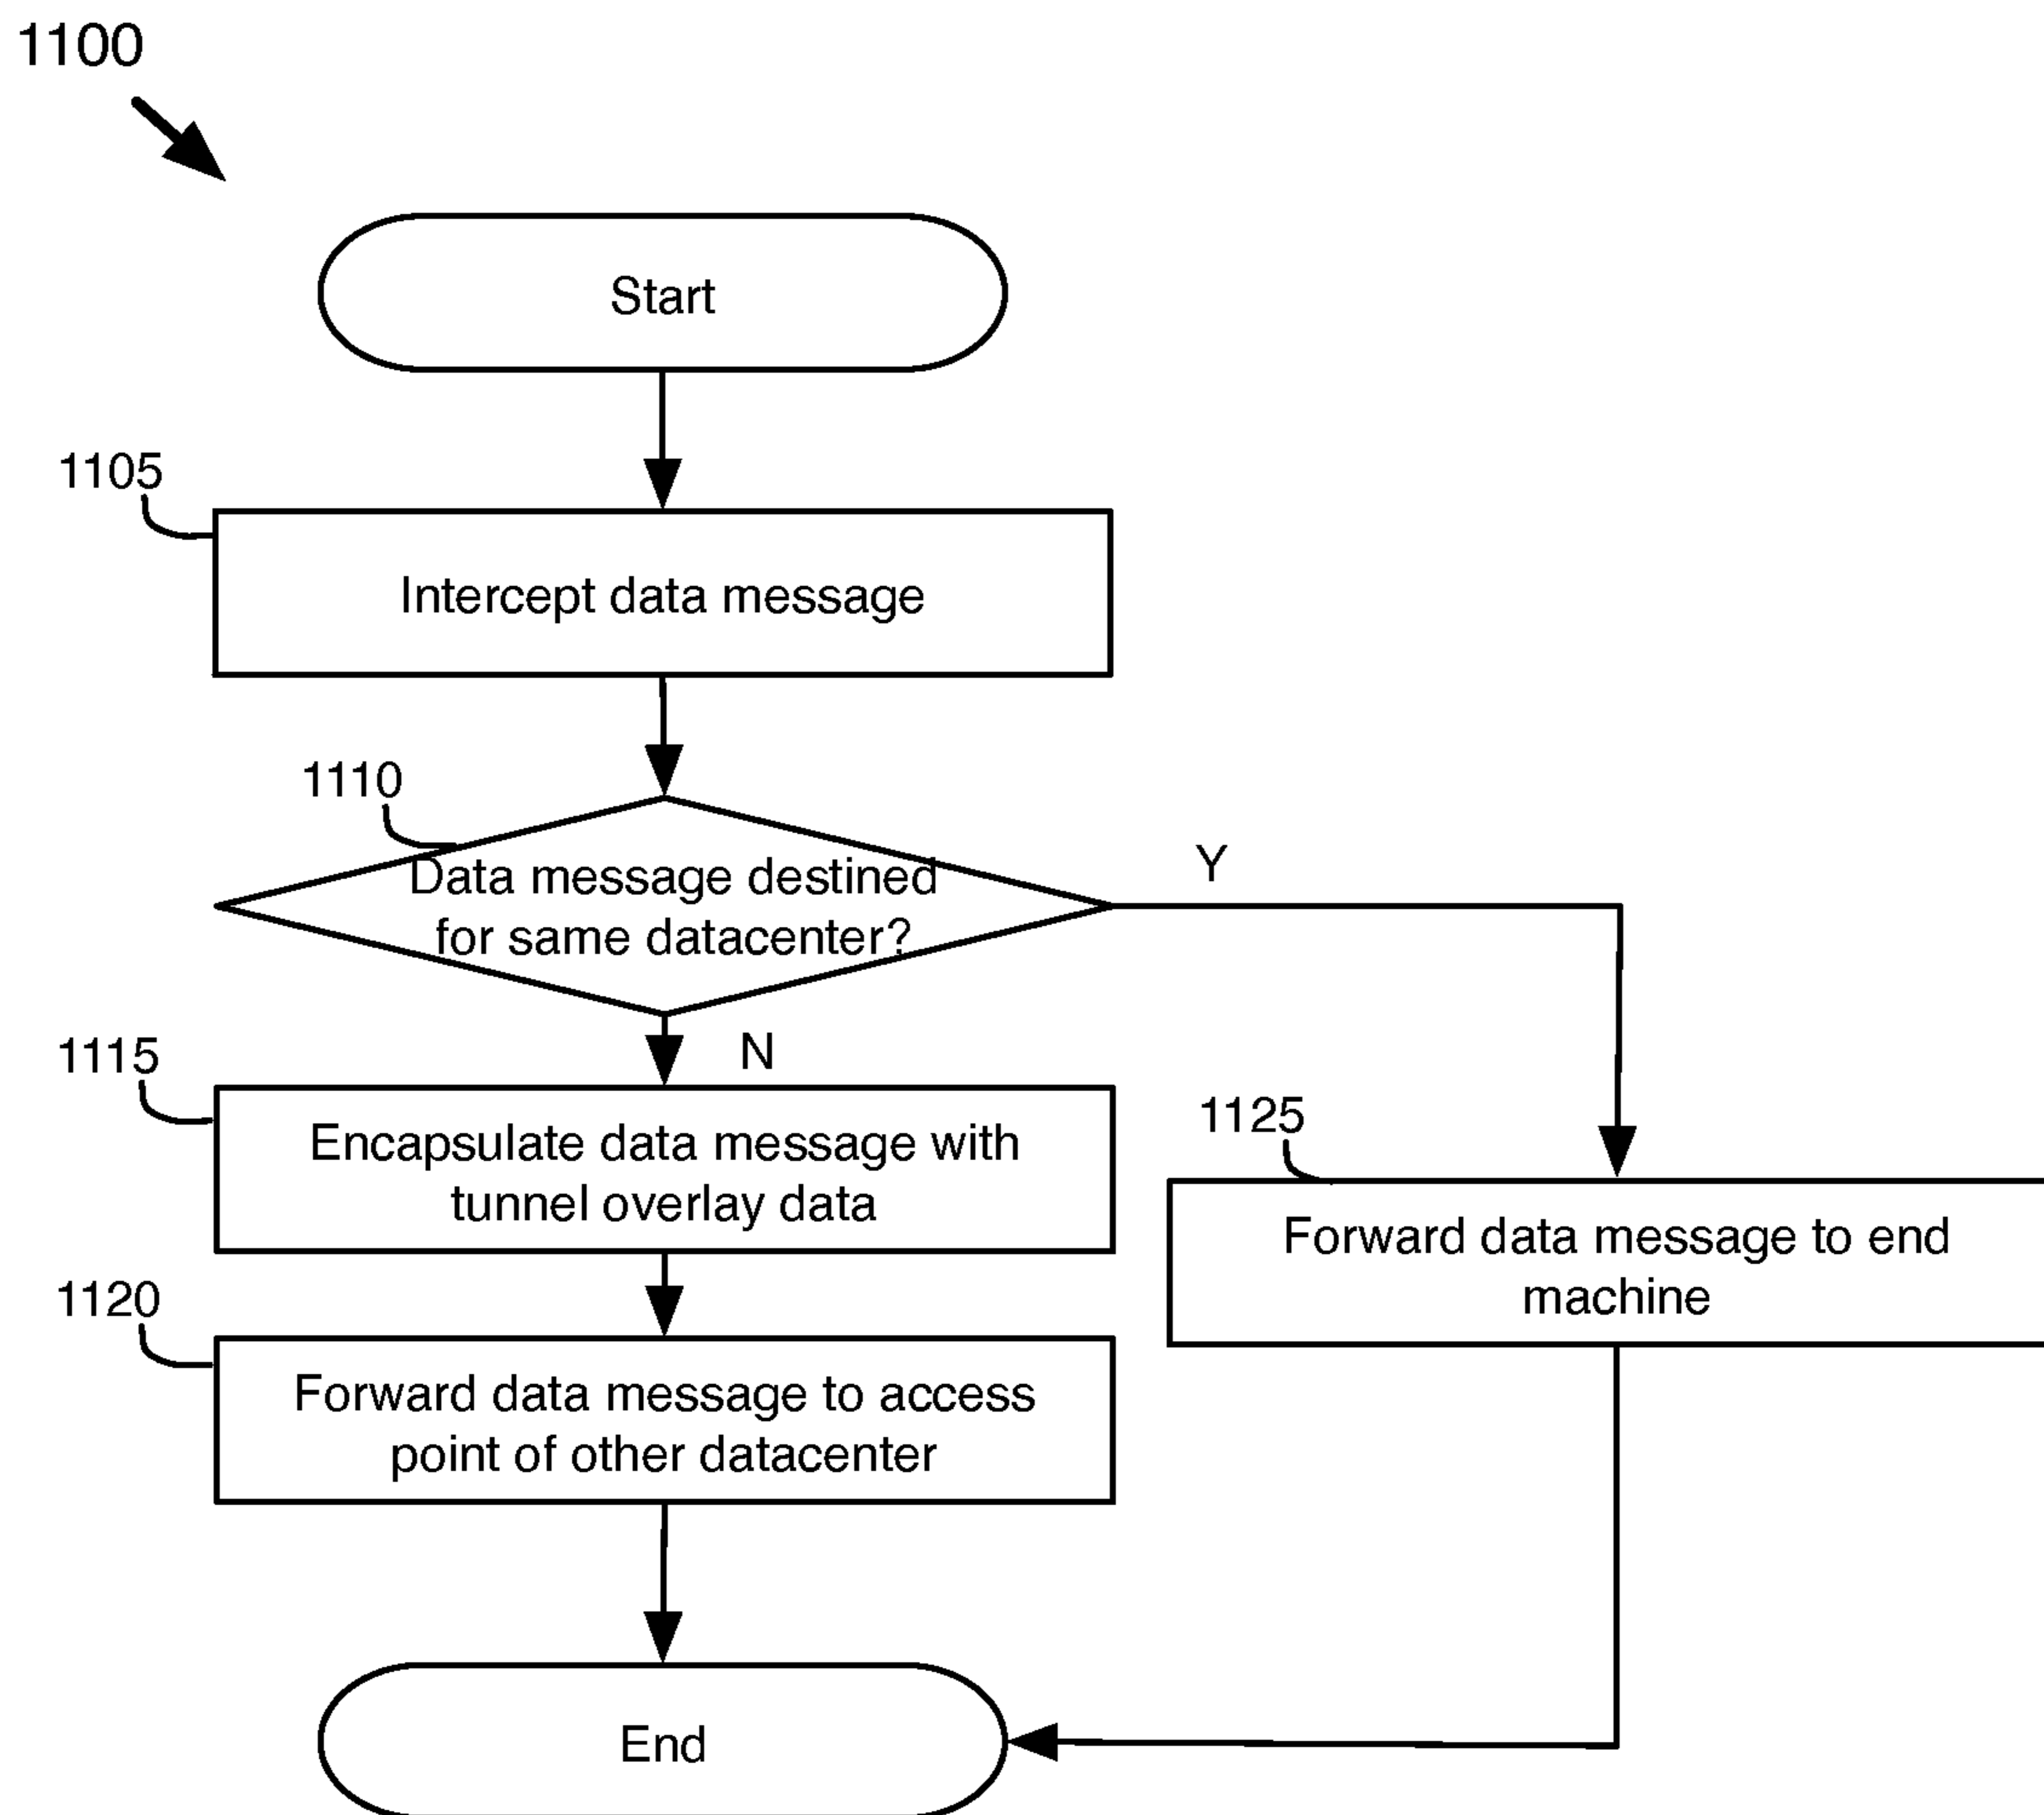 1100
Start
1105
Intercept data message
1110
Data message destined
for same datacenter?
Y
N
1115
Encapsulate data message with
tunnel overlay data
1125
Forward data message to end
machine
1120
Forward data message to access
point of other datacenter
End